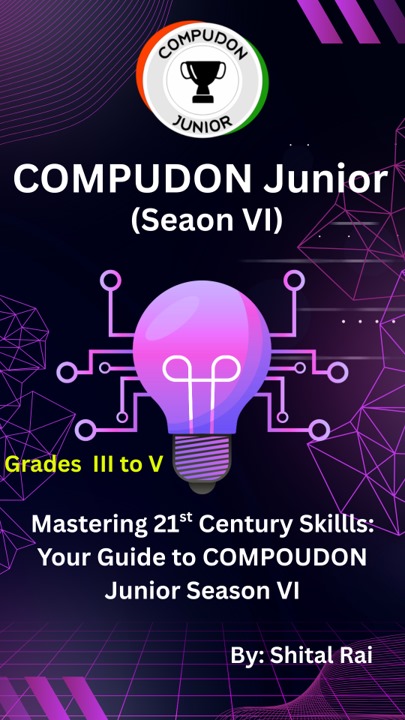 COMPUDON
JUNIOR
COMPUDON Junior
(Seaon VI)
Grades III to V
Mastering 21st Century Skillls:
Your Guide to COMPOUDON
Junior Season VI
By: Shital Rai